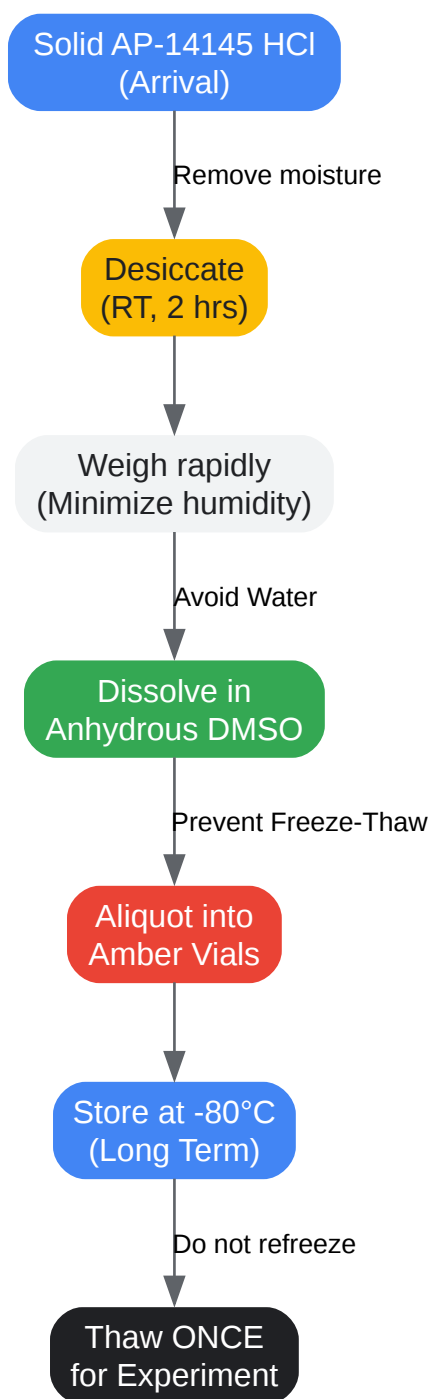 Solid AP-14145 HCl
(Arrival)
Remove moisture
Desiccate
(RT, 2 hrs)
Weigh rapidly
(Minimize humidity)
Avoid Water
Dissolve in
Anhydrous DMSO
Prevent Freeze-Thaw
Aliquot into
Amber Vials
Store at -80°C
(Long Term)
Do not refreeze
Thaw ONCE
for Experiment